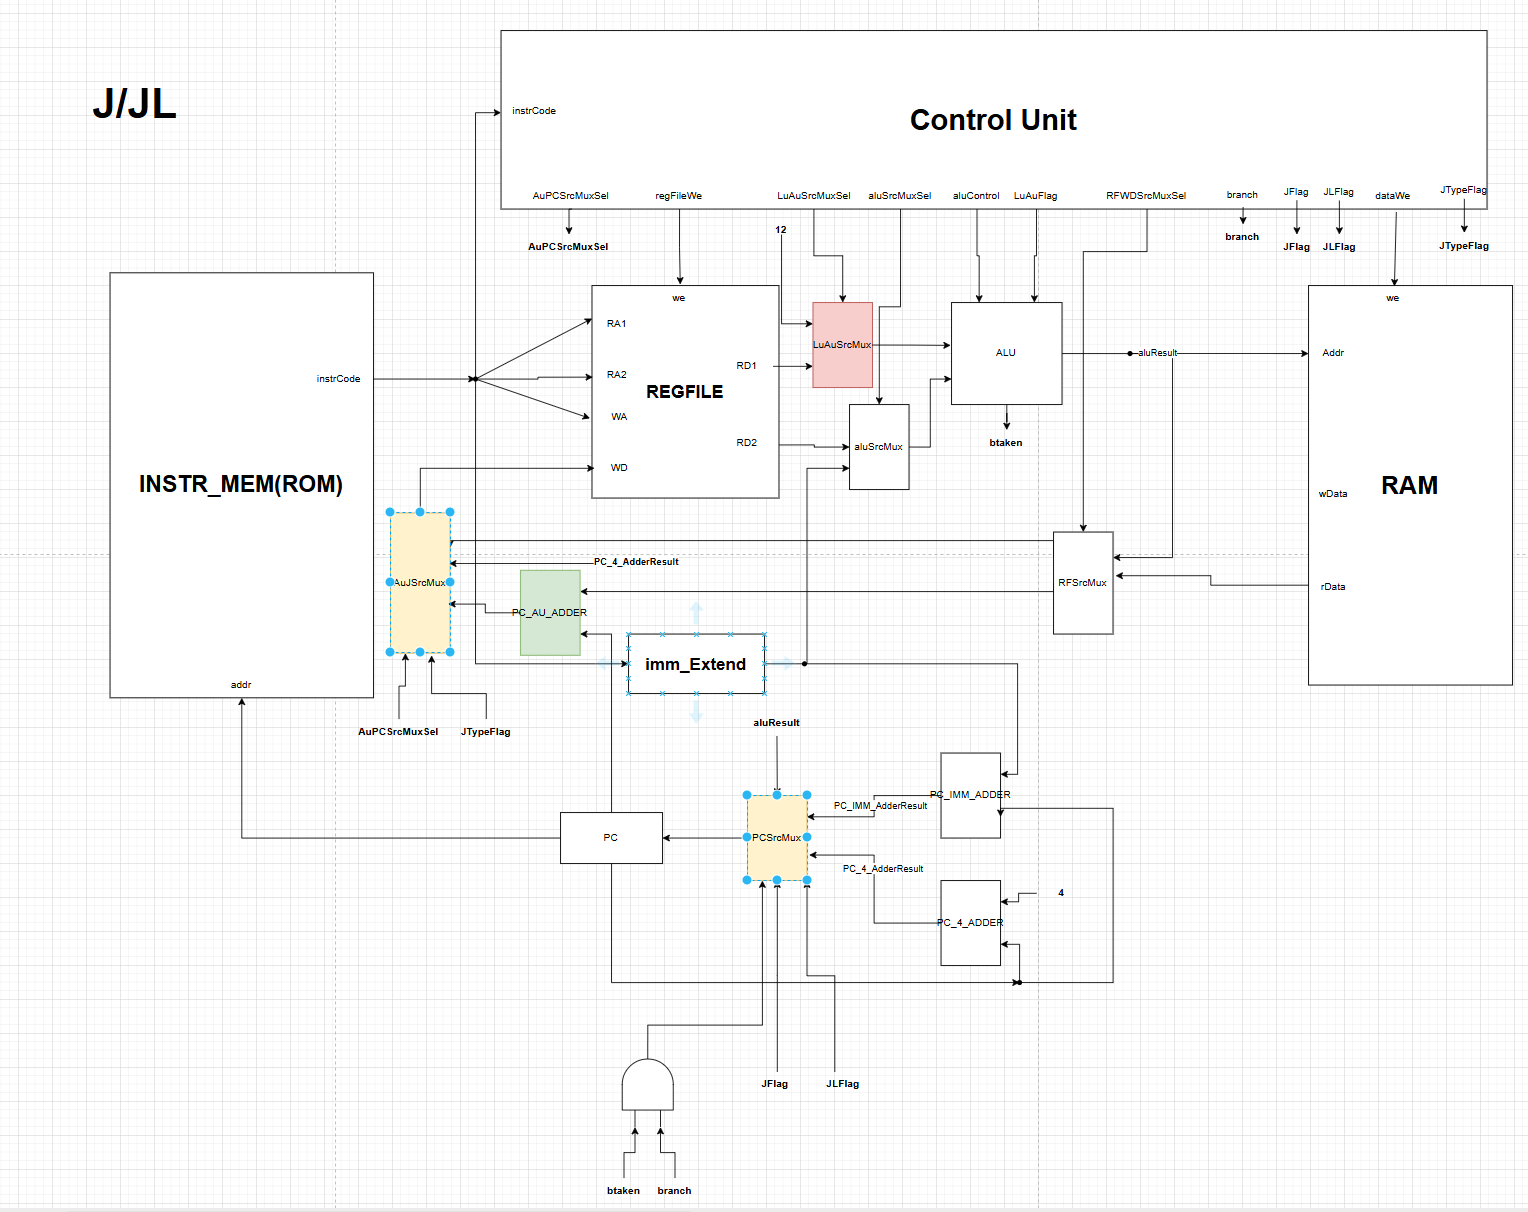 J/JL
Control Unit
instrCode
AuPCSrcMuxSel
regFileWe
LuAuSrcMuxSel
aluSrcMuxSel
aluControl
LuAuFlag
RFWDSrcMuxSel
branch
JFlag
JLFlag
dataWe
JTypeFlag
AuPCSrcMuxSel
12
branch
JFlag
JLFlag
JTypeFlag
INSTR_MEM(ROM)
instrCode
addr
we
RA1
RA2
WA
WD
REGFILE
RD1
RD2
LuAuSrcMux
aluSrcMux
ALU
btaken
aluResult
we
Addr
wData
RAM
rData
RFSrcMux
AuJSrcMux
PC_4_AdderResult
PC_AU_ADDER
imm_Extend
AuPCSrcMuxSel
JTypeFlag
aluResult
PC
PCSrcMux
PC_IMM_AdderResult
PC_IMM_ADDER
PC_4_AdderResult
PC_4_ADDER
4
JFlag
JLFlag
btaken
branch